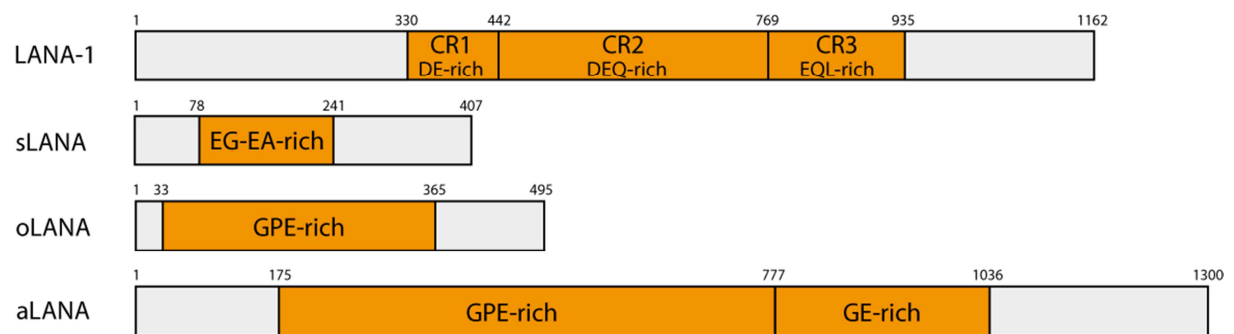 1 330 442 769 935 1162
LANA-1 CR1 CR2 CR3
DE-rich DEQ-rich EQL-rich
1 78 241 407
sLANA EG-EA-rich
1 33 365 495
oLANA GPE-rich
1 175 777 1036 1300
aLANA GPE-rich GE-rich